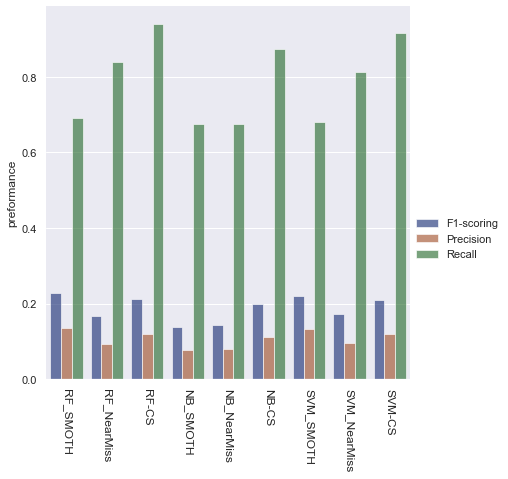 0.8
0.6
0.4
0.2
0.0
preformance
RF_SMOTH
RF_NearMiss
RF-CS
NB_SMOTH
NB_NearMiss
NB-CS
SVM_SMOTH
SVM_NearMiss
SVM-CS
F1-scoring
Precision
Recall